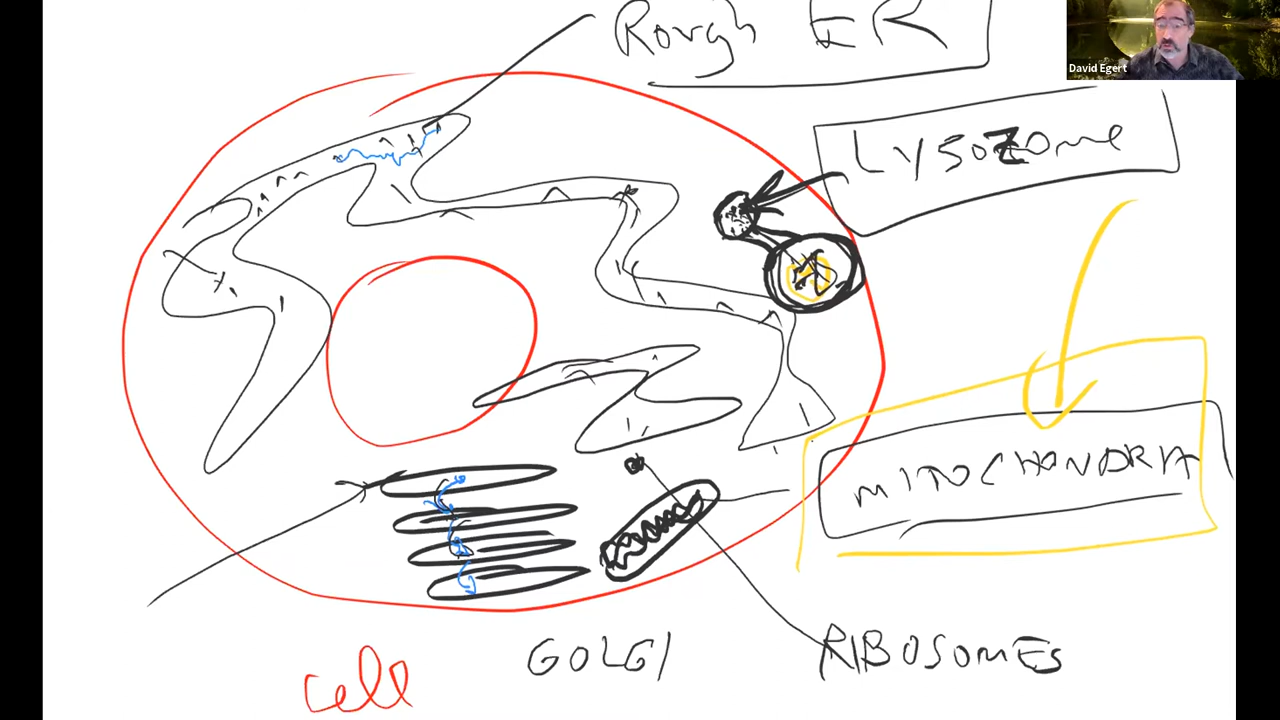 Rough ER
David Egert
LYSOZOME
MITOCHONDRIA
GOLGI
RIBOSOMES
cell